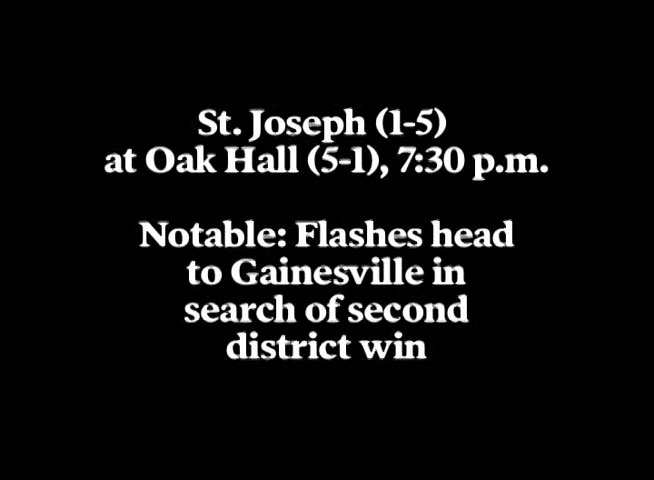 St. Joseph (1-5)
at Oak Hall (5-1), 7:30 p.m.
Notable: Flashes head
to Gainesville in
search of second
district win